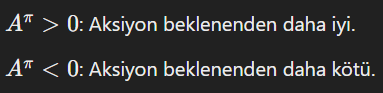 A^π > 0: Aksiyon beklenenden daha iyi.
A^π < 0: Aksiyon beklenenden daha kötü.